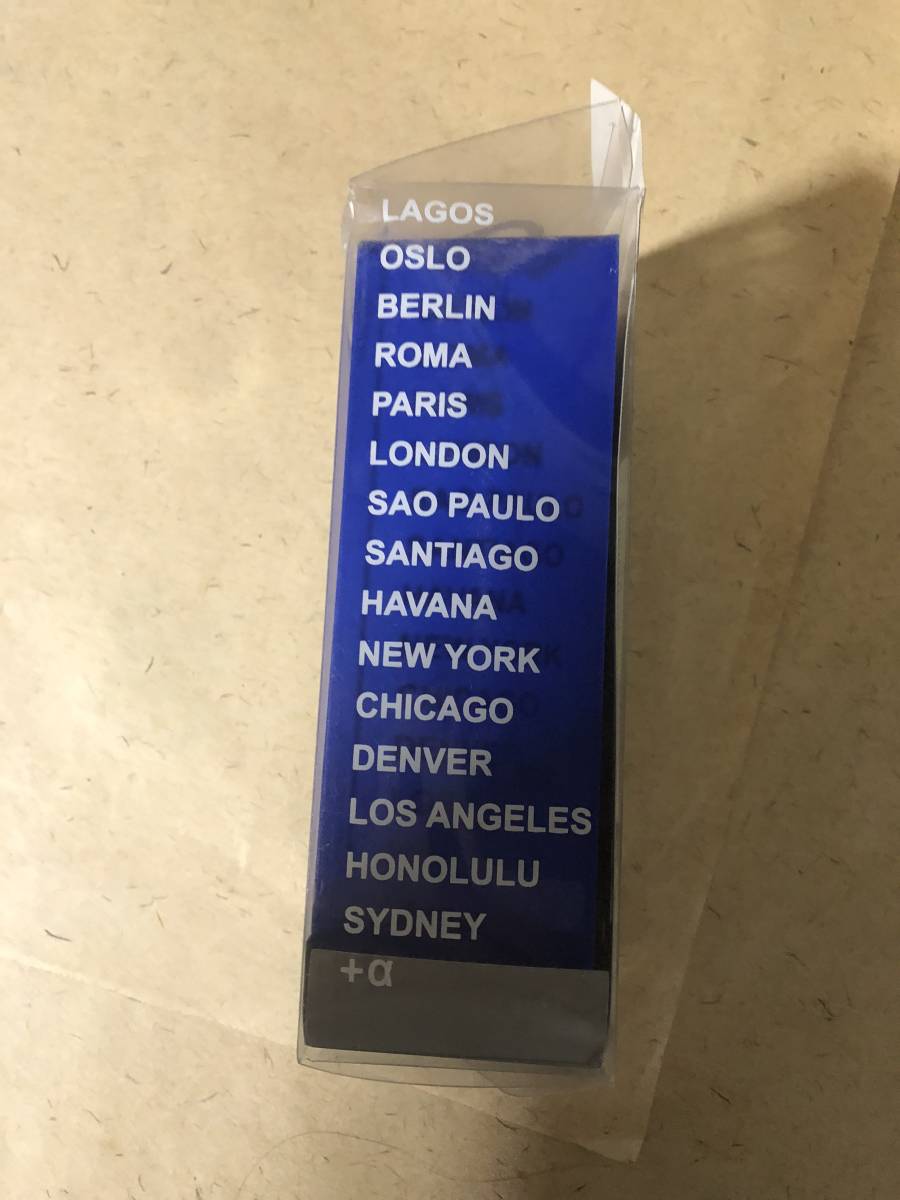 LAGOS
OSLO
BERLIN
ROMA
PARIS
LONDON
SAO PAULO
SANTIAGO
HAVANA
NEW YORK
CHICAGO
DENVER
LOS ANGELES
HONOLULU
SYDNEY
+α